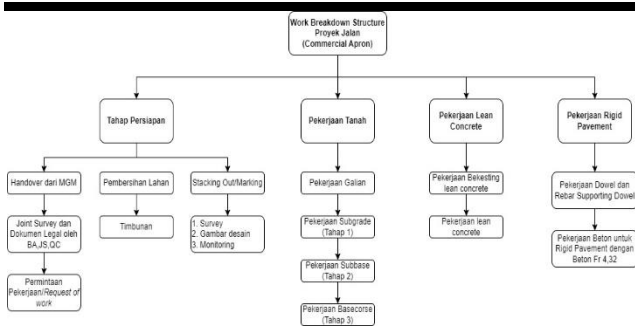 Work Breakdown Structure
Proyek Jalan
(Commercial Apron)
Tahap Persiapan
Pekerjaan Tanah
Pekerjaan Lean
Concrete
Pekerjaan Rigid
Pavement
Handover dari MGM
Pembersihan Lahan
Stacking Out/Marking
Pekerjaan Galian
Pekerjaan Bekesting
lean concrete
Pekerjaan Dowel dan
Rebar Supporting Dowel
Joint Survey dan
Dokumen Legal oleh
BA,JS,QC
Timbunan
1. Survey
2. Gambar desain
3. Monitoring
Pekerjaan Subgrade
(Tahap 1)
Pekerjaan lean
concrete
Pekerjaan Beton untuk
Rigid Pavement dengan
Beton Fr 4,32
Permintaan
Pekerjaan/Request of
work
Pekerjaan Subbase
(Tahap 2)
Pekerjaan Basecorse
(Tahap 3)